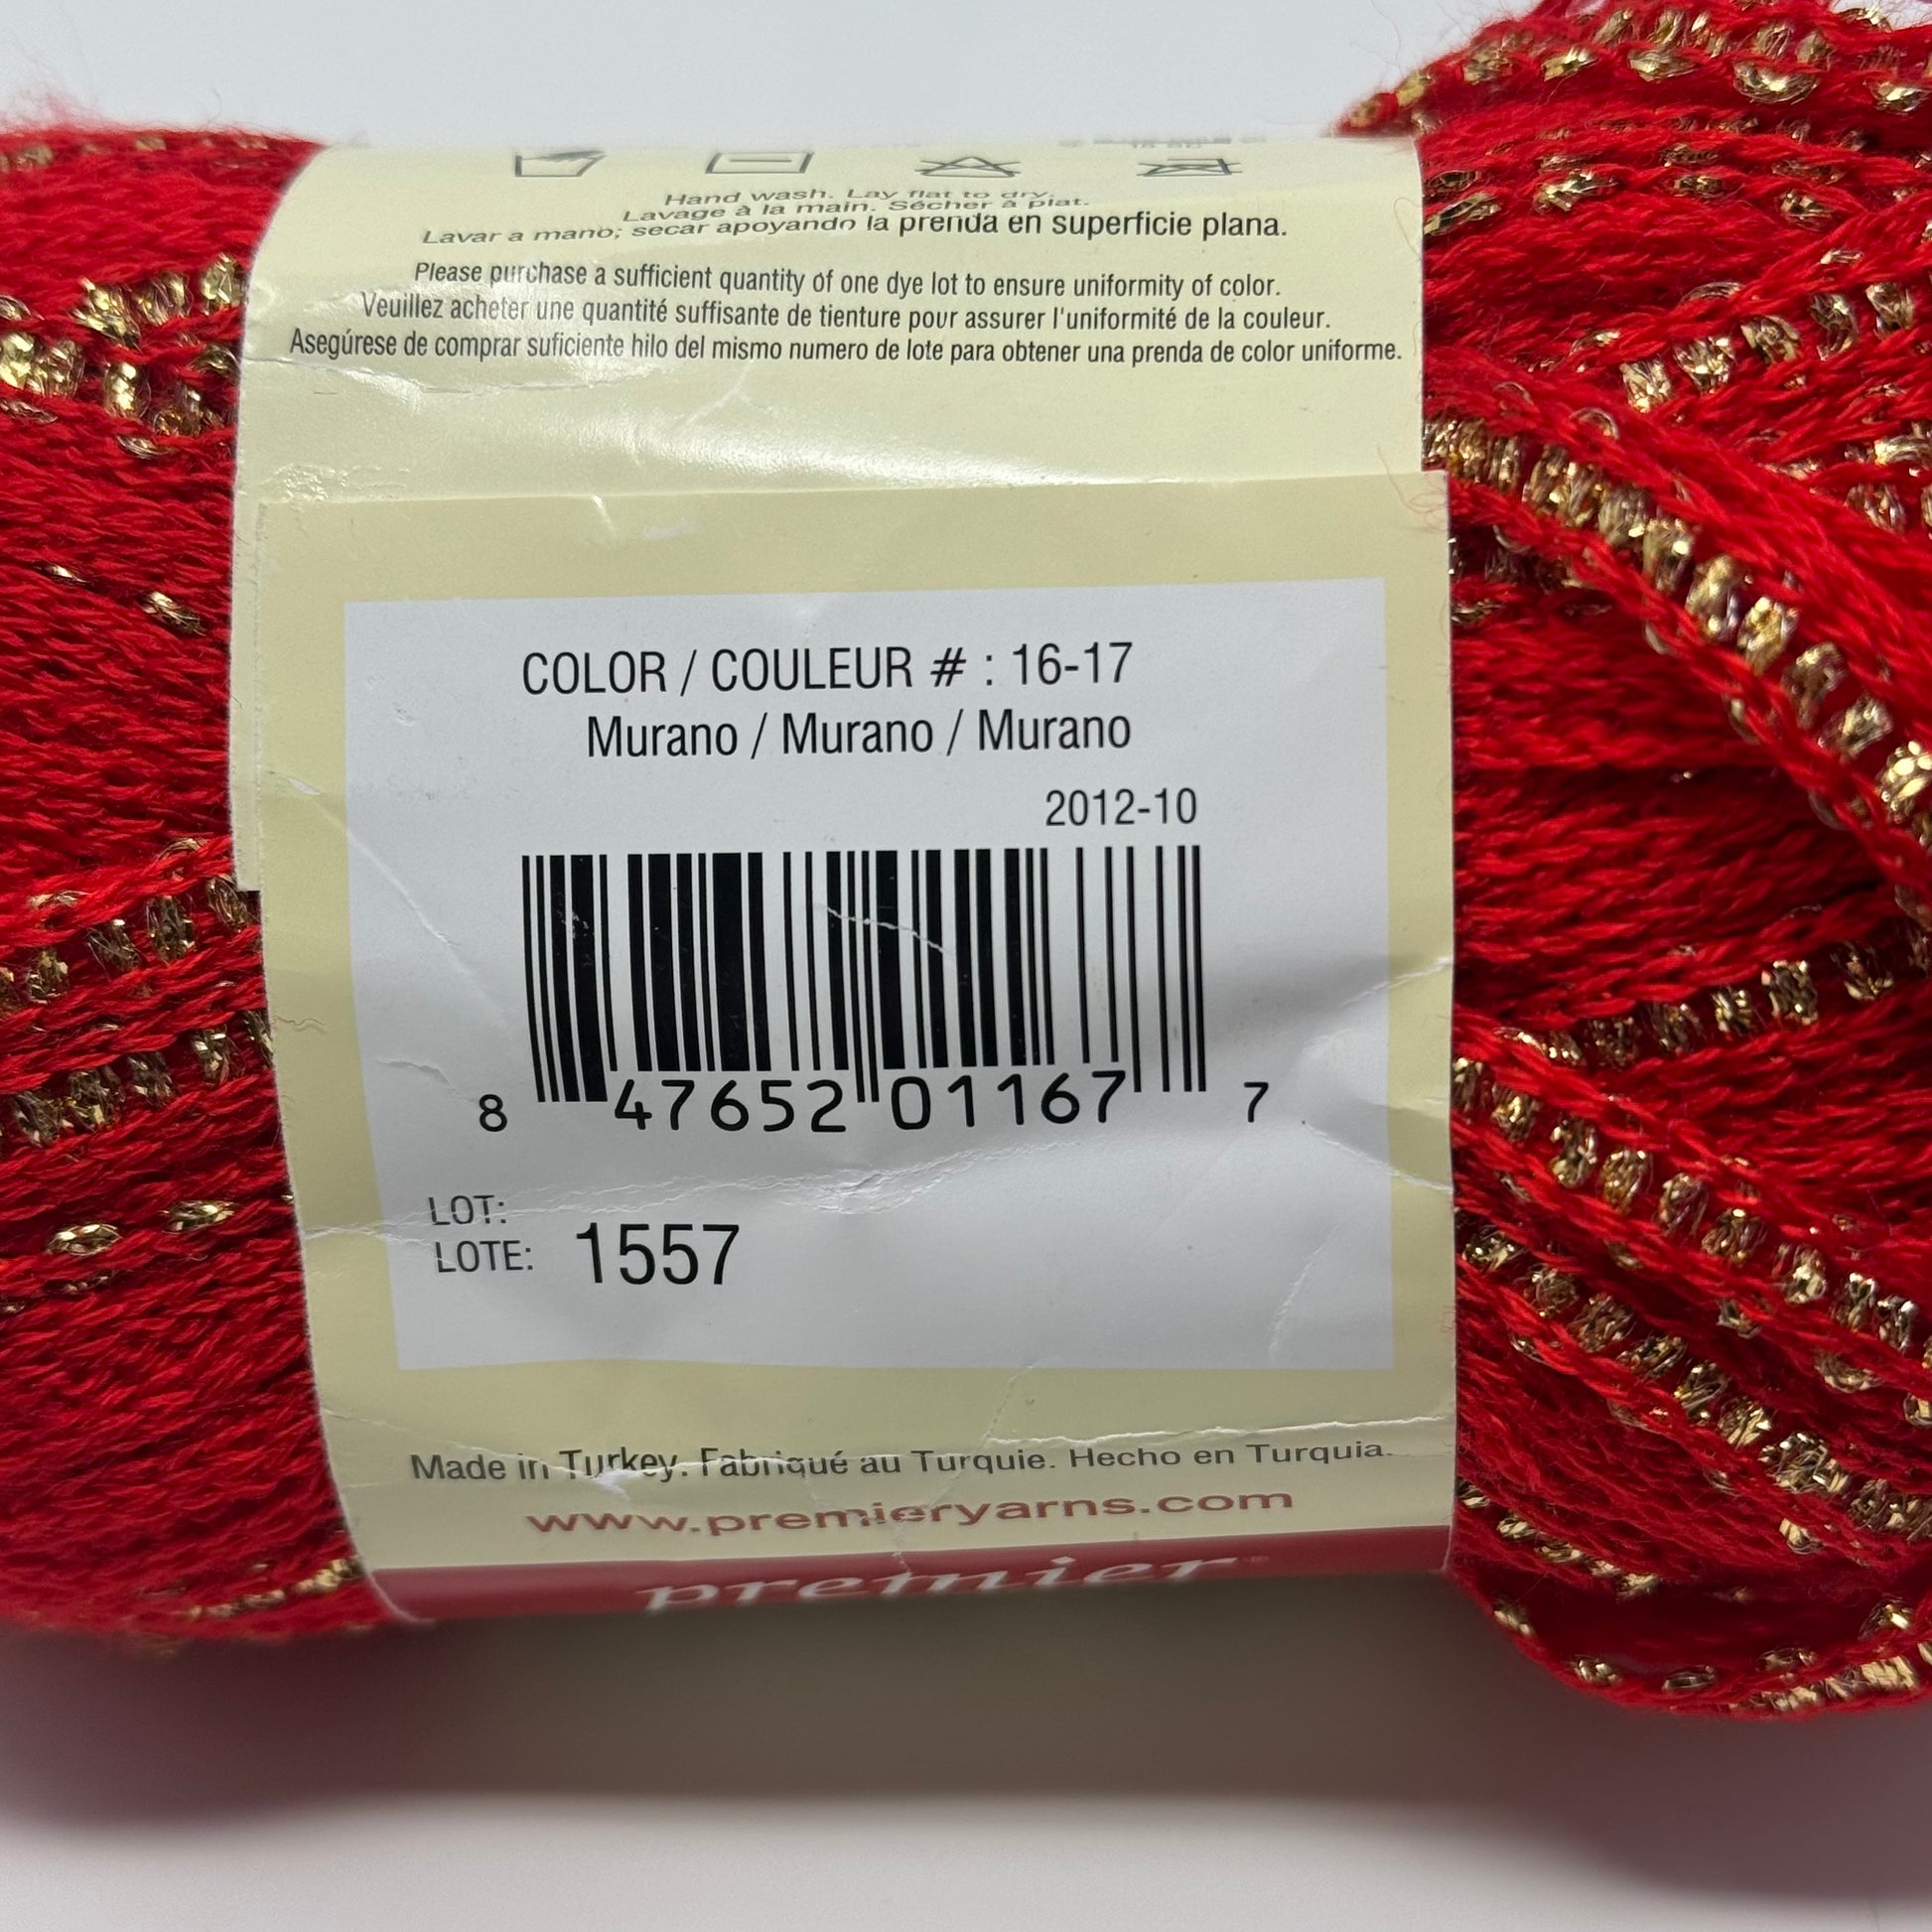 Hand wash. Lay flat to dry.
Lavage à la main. Sécher à plat.
Lavar a mano; secar apoyando la prenda en superficie plana.
Please purchase a sufficient quantity of one dye lot to ensure uniformity of color.
Veuillez acheter une quantité suffisante de tienture pour assurer l'uniformité de la couleur.
Asegúrese de comprar suficiente hilo del mismo numero de lote para obtener una prenda de color uniforme.
COLOR / COULEUR # : 16-17
Murano / Murano / Murano
2012-10
8 47652 01167 7
LOT:
LOTE: 1557
Made in Turkey. Fabriqué au Turquie. Hecho en Turquia.
www.premieryarns.com
premier